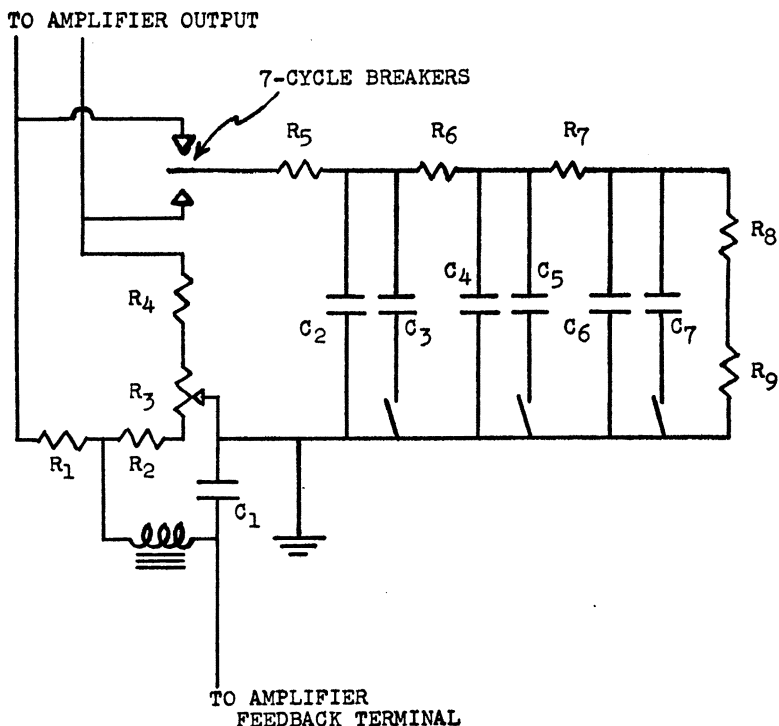 TO AMPLIFIER OUTPUT
7-CYCLE BREAKERS
R5
R6
R7
R8
R4
C2
C3
C4
C5
C6
C7
R3
R9
R1
R2
C1
TO AMPLIFIER
FEEDBACK TERMINAL